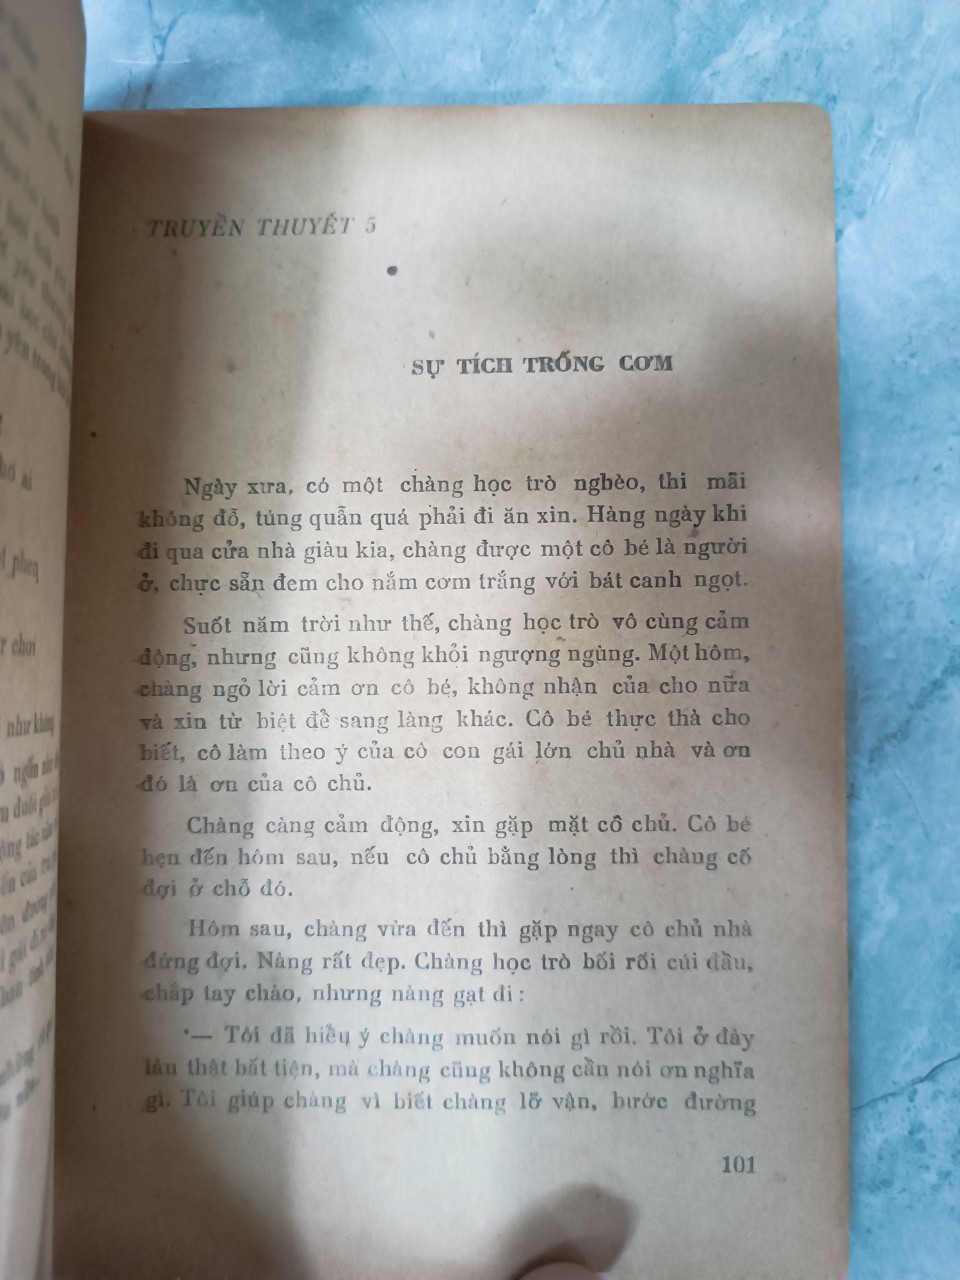 TRUYỀN THUYẾT 5
SỰ TÍCH TRỐNG CƠM
Ngày xưa, có một chàng học trò ngbèo, thi mãi
không đỗ, túng quẫn quá phải đi ăn xin. Hàng ngày khi
đi qua cửa nhà giàu kia, chàng được một cô bé là người
ở, chực sẵn đem cho nắm cơm trắng với bát canh ngọt.
Suốt năm trời như thế, chàng học trò vô cùng cảm
động, nhưng cũng không khỏi ngượng ngùng. Một hôm,
chàng ngỏ lời cảm ơn cô bé, không nhận của cho nữa
và xin từ biệt để sang làng khác. Cô bé thực thà cho
biết, cô làm theo ý của cô con gái lớn chủ nhà và ơn
đó là ơn của cô chủ.
Chàng càng cảm động, xin gặp mặt cô chủ. Cô bé
hẹn đến hôm sau, nếu cô chủ bằng lòng thì chàng cố
đợi ở chỗ đó.
Hôm sau, chàng vừa đến thì gặp ngay cô chủ nhà
đứng đợi. Nàng rất đẹp. Chàng học trò bối rối cúi đầu,
chắp tay chào, nhưng nàng gạt đi :
— Tôi đã hiểu ý chàng muốn nói gì rồi. Tôi ở đây
lâu thật bất tiện, mà chàng cũng không cần nói ơn nghĩa
gì. Tôi giúp chàng vì biết chàng lỡ vận, bước đường
101
như không